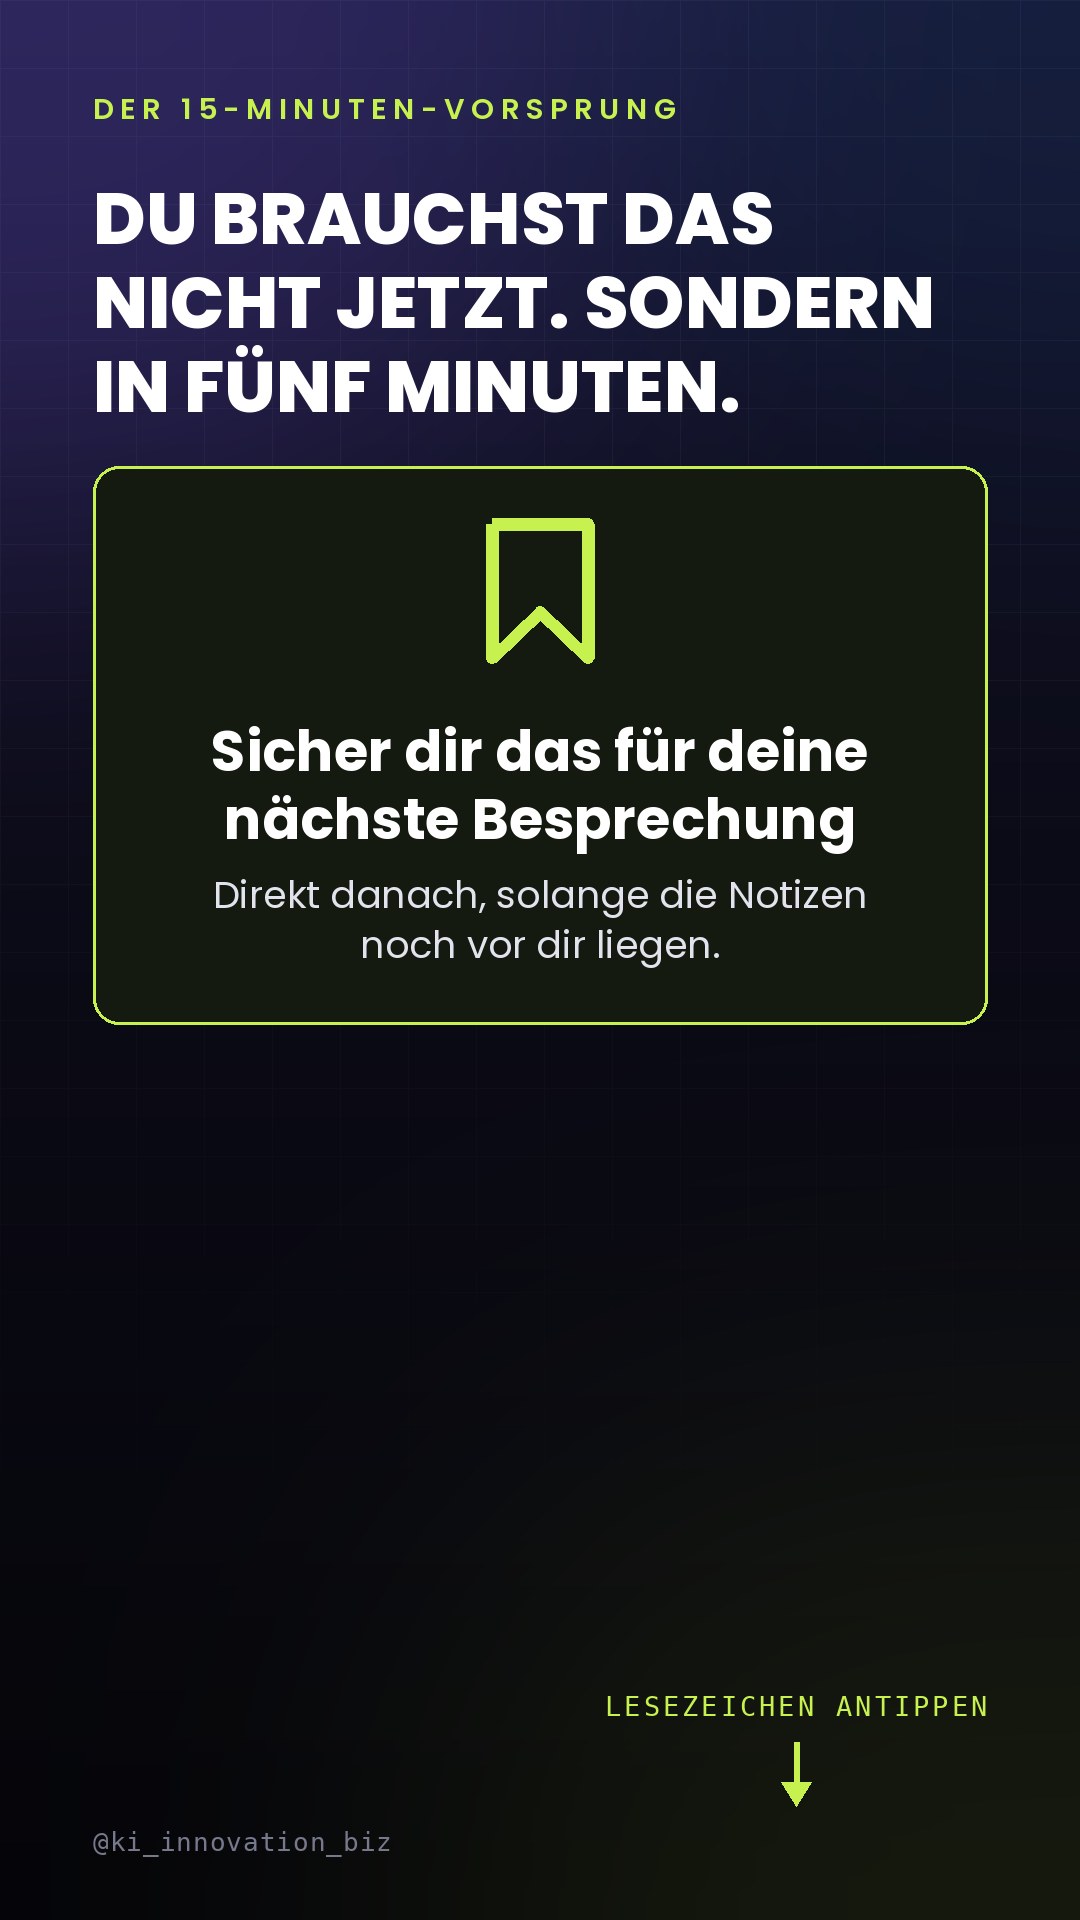 DER 15-MINUTEN-VORSPRUNG
DU BRAUCHST DAS
NICHT JETZT. SONDERN
IN FÜNF MINUTEN.
Sicher dir das für deine
nächste Besprechung
Direkt danach, solange die Notizen
noch vor dir liegen.
LESEZEICHEN ANTIPPEN
@ki_innovation_biz